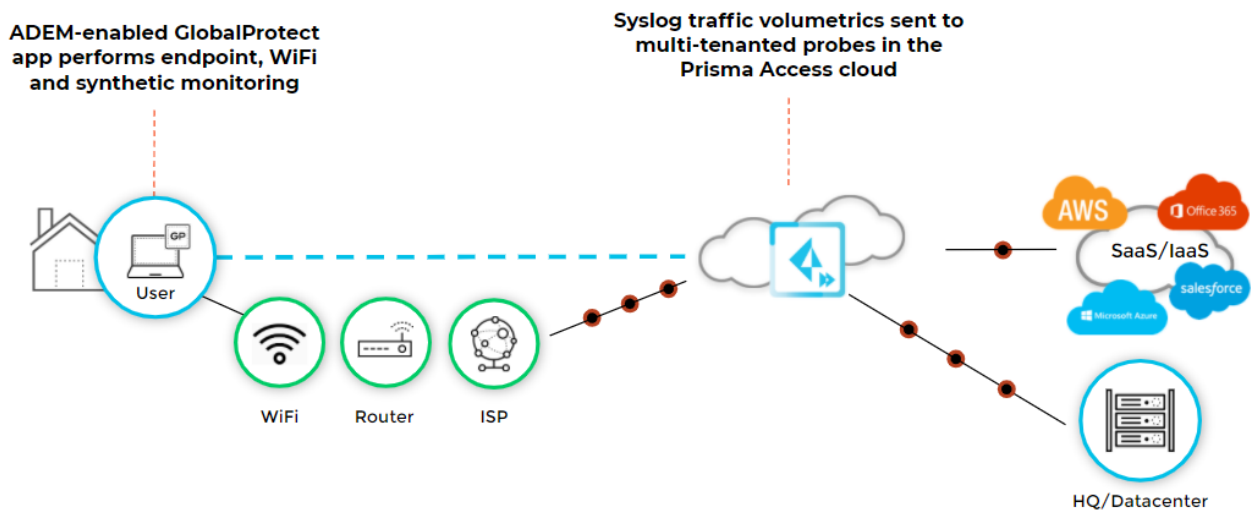 ADEM-enabled GlobalProtect
app performs endpoint, WiFi
and synthetic monitoring
Syslog traffic volumetrics sent to
multi-tenanted probes in the
Prisma Access cloud
GP
User
WiFi
Router
ISP
AWS
Office 365
SaaS/IaaS
Microsoft Azure
salesforce
HQ/Datacenter